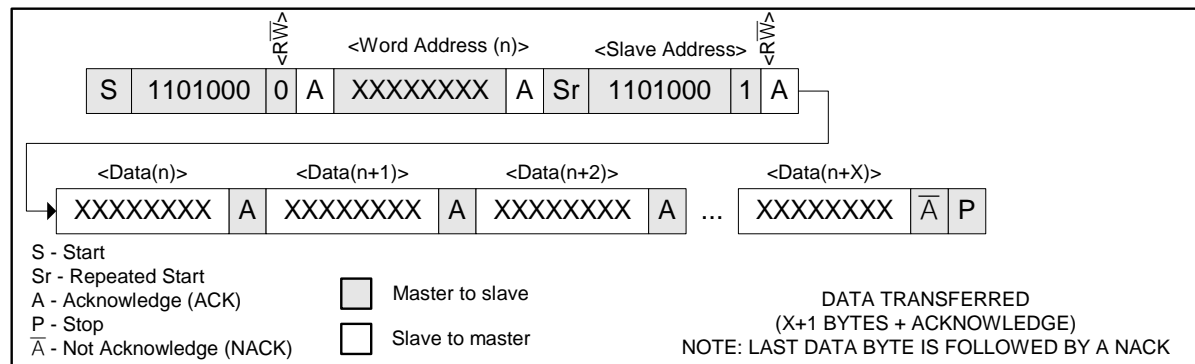 <RW̅> <Word Address (n)> <Slave Address> <RW̅>
S 1101000 0 A XXXXXXXX A Sr 1101000 1 A
<Data(n)> <Data(n+1)> <Data(n+2)> <Data(n+X)>
XXXXXXXX A XXXXXXXX A XXXXXXXX A ... XXXXXXXX A̅ P
S - Start
Sr - Repeated Start
A - Acknowledge (ACK)
P - Stop
A̅ - Not Acknowledge (NACK)
Master to slave
Slave to master
DATA TRANSFERRED
(X+1 BYTES + ACKNOWLEDGE)
NOTE: LAST DATA BYTE IS FOLLOWED BY A NACK